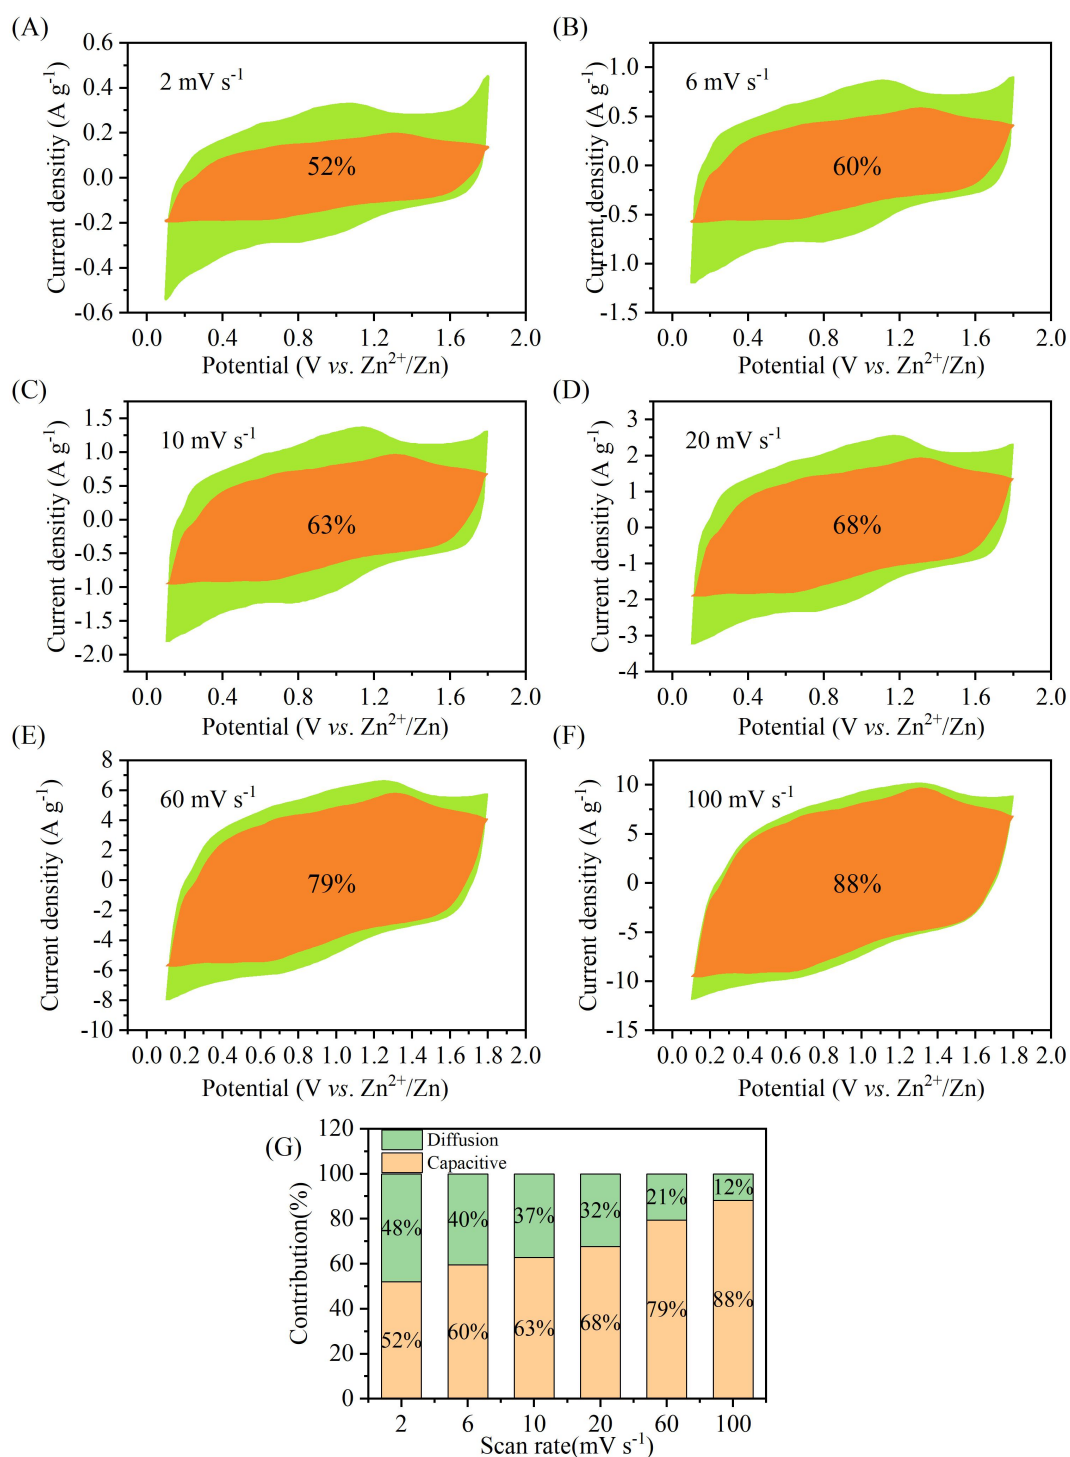 (A)
2 mV s⁻¹
52%
0.6
0.4
0.2
0.0
-0.2
-0.4
-0.6
0.0 0.4 0.8 1.2 1.6 2.0
Current densitiy (A g⁻¹)
Potential (V vs. Zn²⁺/Zn)
(B)
6 mV s⁻¹
60%
1.0
0.5
0.0
-0.5
-1.0
-1.5
0.0 0.4 0.8 1.2 1.6 2.0
Current densitiy (A g⁻¹)
Potential (V vs. Zn²⁺/Zn)
(C)
10 mV s⁻¹
63%
1.5
1.0
0.5
0.0
-0.5
-1.0
-1.5
-2.0
0.0 0.4 0.8 1.2 1.6 2.0
Current densitiy (A g⁻¹)
Potential (V vs. Zn²⁺/Zn)
(D)
20 mV s⁻¹
68%
3
2
1
0
-1
-2
-3
-4
0.0 0.4 0.8 1.2 1.6 2.0
Current densitiy (A g⁻¹)
Potential (V vs. Zn²⁺/Zn)
(E)
60 mV s⁻¹
79%
8
6
4
2
0
-2
-4
-6
-8
-10
0.0 0.2 0.4 0.6 0.8 1.0 1.2 1.4 1.6 1.8 2.0
Current densitiy (A g⁻¹)
Potential (V vs. Zn²⁺/Zn)
(F)
100 mV s⁻¹
88%
10
5
0
-5
-10
-15
0.0 0.2 0.4 0.6 0.8 1.0 1.2 1.4 1.6 1.8 2.0
Current densitiy (A g⁻¹)
Potential (V vs. Zn²⁺/Zn)
(G)
Diffusion
Capacitive
120
100
80
60
40
20
0
48% 40% 37% 32% 21% 12%
52% 60% 63% 68% 79% 88%
2 6 10 20 60 100
Contribution(%)
Scan rate(mV s⁻¹)